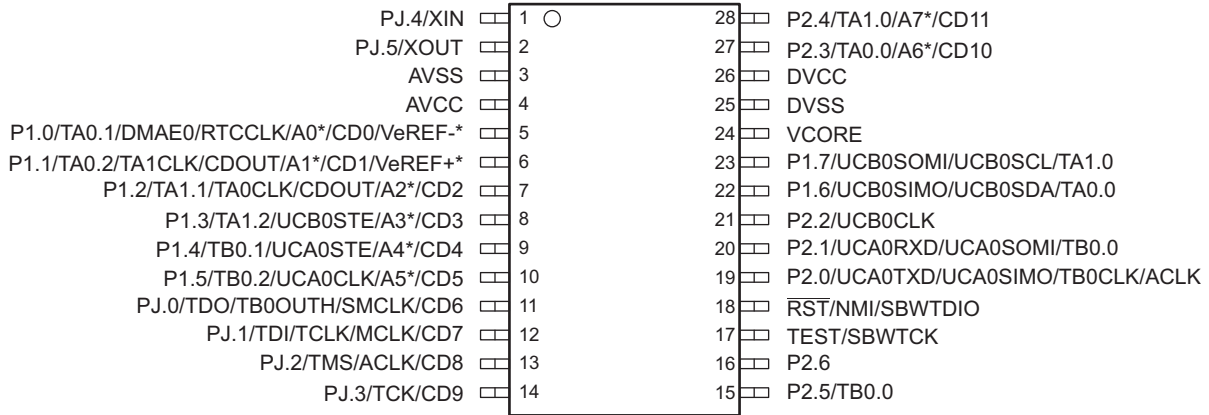 PJ.4/XIN 1 28 P2.4/TA1.0/A7*/CD11
PJ.5/XOUT 2 27 P2.3/TA0.0/A6*/CD10
AVSS 3 26 DVCC
AVCC 4 25 DVSS
P1.0/TA0.1/DMAE0/RTCCLK/A0*/CD0/VeREF-* 5 24 VCORE
P1.1/TA0.2/TA1CLK/CDOUT/A1*/CD1/VeREF+* 6 23 P1.7/UCB0SOMI/UCB0SCL/TA1.0
P1.2/TA1.1/TA0CLK/CDOUT/A2*/CD2 7 22 P1.6/UCB0SIMO/UCB0SDA/TA0.0
P1.3/TA1.2/UCB0STE/A3*/CD3 8 21 P2.2/UCB0CLK
P1.4/TB0.1/UCA0STE/A4*/CD4 9 20 P2.1/UCA0RXD/UCA0SOMI/TB0.0
P1.5/TB0.2/UCA0CLK/A5*/CD5 10 19 P2.0/UCA0TXD/UCA0SIMO/TB0CLK/ACLK
PJ.0/TDO/TB0OUTH/SMCLK/CD6 11 18 RST/NMI/SBWTDIO
PJ.1/TDI/TCLK/MCLK/CD7 12 17 TEST/SBWTCK
PJ.2/TMS/ACLK/CD8 13 16 P2.6
PJ.3/TCK/CD9 14 15 P2.5/TB0.0